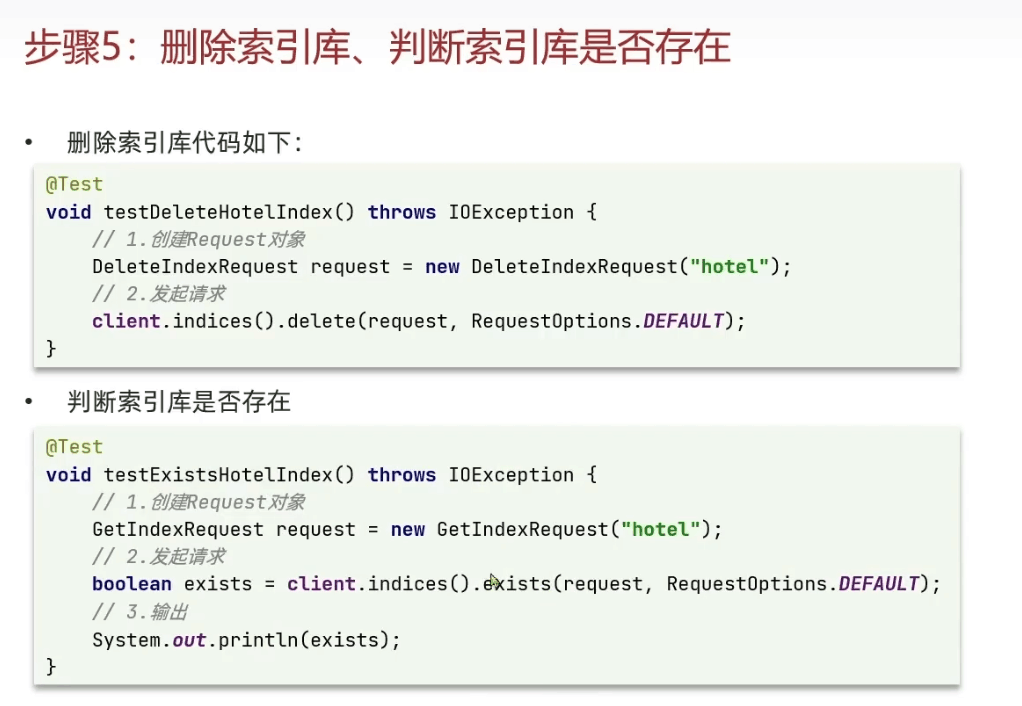 步骤5：删除索引库、判断索引库是否存在
• 删除索引库代码如下：
@Test
void testDeleteHotelIndex() throws IOException {
    // 1.创建Request对象
    DeleteIndexRequest request = new DeleteIndexRequest("hotel");
    // 2.发起请求
    client.indices().delete(request, RequestOptions.DEFAULT);
}
• 判断索引库是否存在
@Test
void testExistsHotelIndex() throws IOException {
    // 1.创建Request对象
    GetIndexRequest request = new GetIndexRequest("hotel");
    // 2.发起请求
    boolean exists = client.indices().exists(request, RequestOptions.DEFAULT);
    // 3.输出
    System.out.println(exists);
}